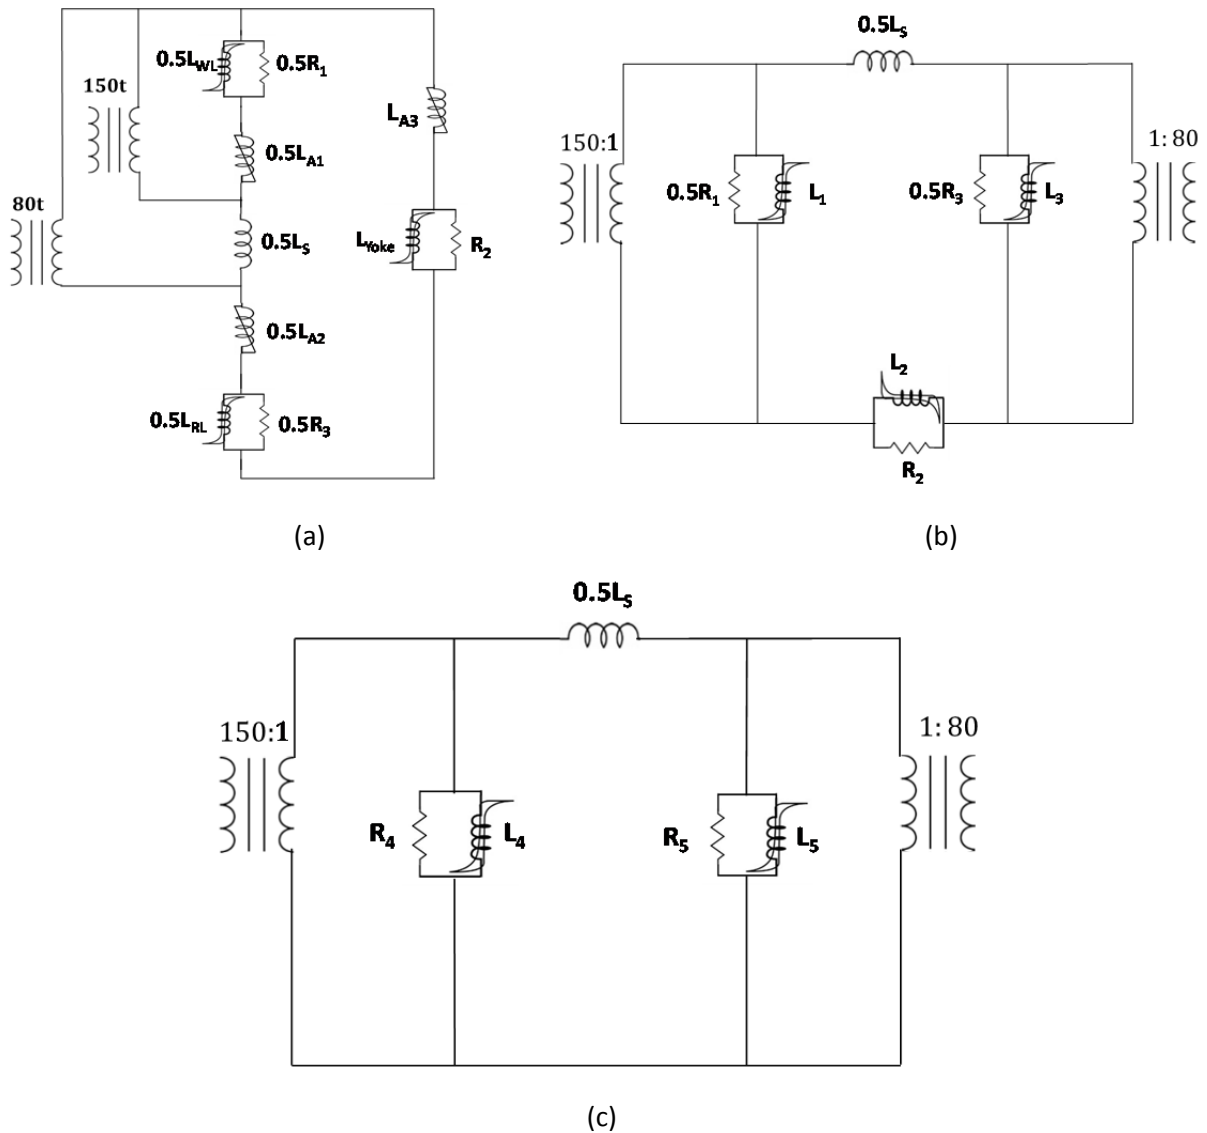 0.5L_WL
0.5R_1
150t
L_A3
0.5L_A1
80t
0.5L_S
L_Yoke
R_2
0.5L_A2
0.5L_RL
0.5R_3
(a)
0.5L_S
150:1
1: 80
0.5R_1
L_1
0.5R_3
L_3
L_2
R_2
(b)
0.5L_S
150:1
1: 80
R_4
L_4
R_5
L_5
(c)